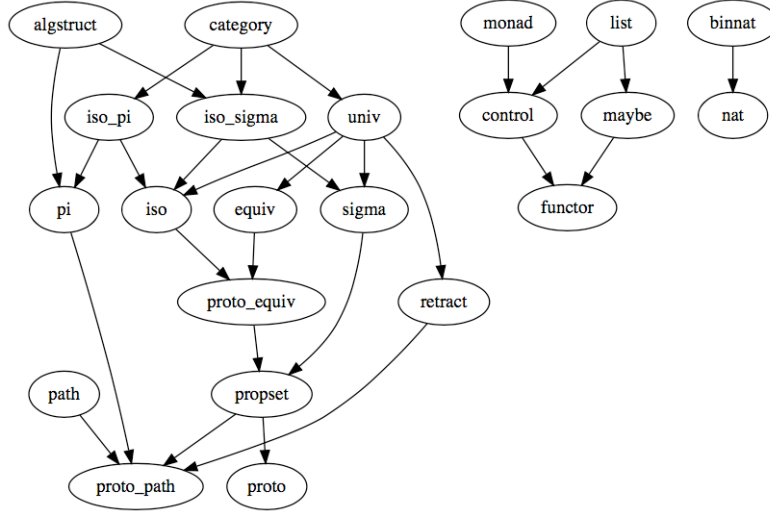 algstruct
category
monad
list
binnat
iso_pi
iso_sigma
univ
control
maybe
nat
pi
iso
equiv
sigma
functor
proto_equiv
retract
path
propset
proto_path
proto